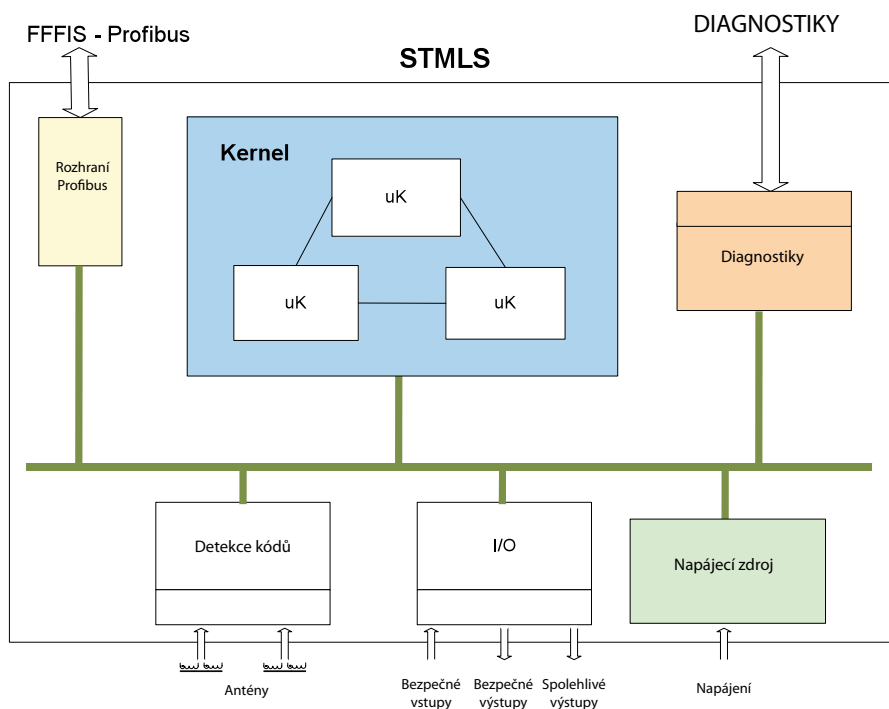 FFFIS - Profibus
DIAGNOSTIKY
STMLS
Rozhraní
Profibus
Kernel
uK
uK
uK
Diagnostiky
Detekce kódů
I/O
Napájecí zdroj
Antény
Bezpečné
vstupy
Bezpečné
výstupy
Spolehlivé
výstupy
Napájení